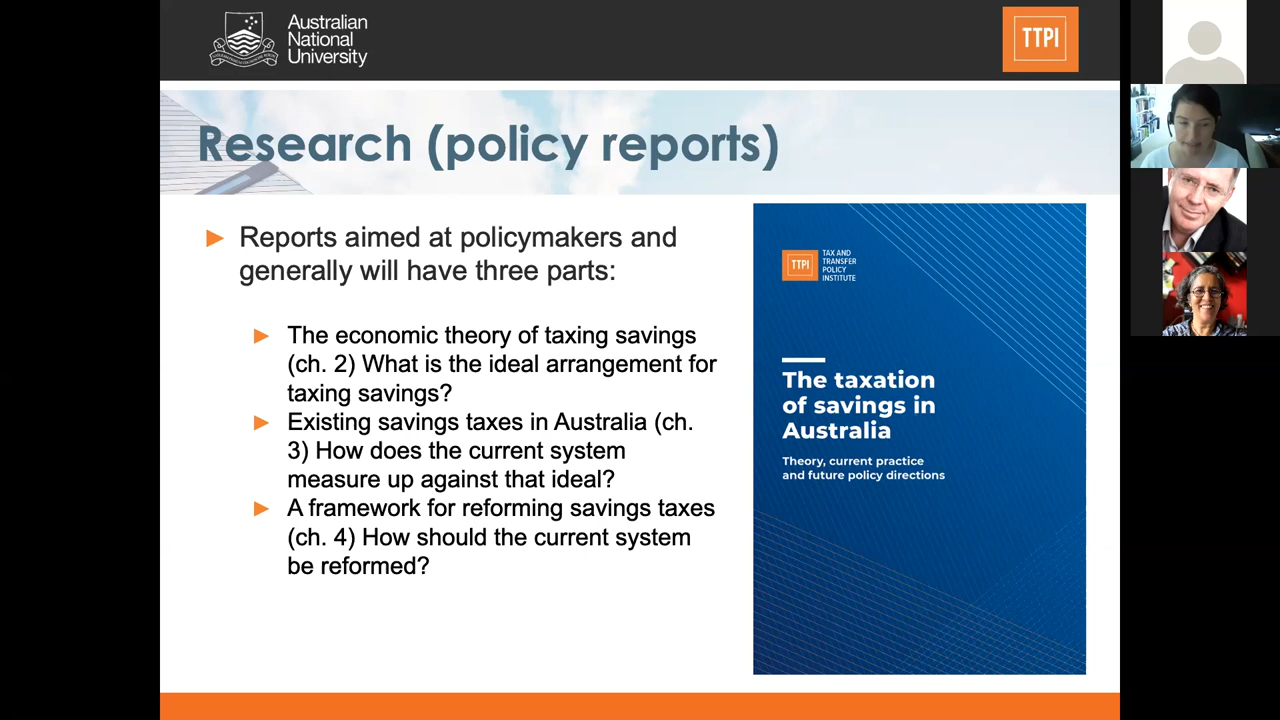 Australian
National
University
TTPI
Research (policy reports)
Reports aimed at policymakers and
generally will have three parts:
The economic theory of taxing savings
(ch. 2) What is the ideal arrangement for
taxing savings?
Existing savings taxes in Australia (ch.
3) How does the current system
measure up against that ideal?
A framework for reforming savings taxes
(ch. 4) How should the current system
be reformed?
TTPI
TAX AND
TRANSFER
POLICY
INSTITUTE
The taxation
of savings in
Australia
Theory, current practice
and future policy directions